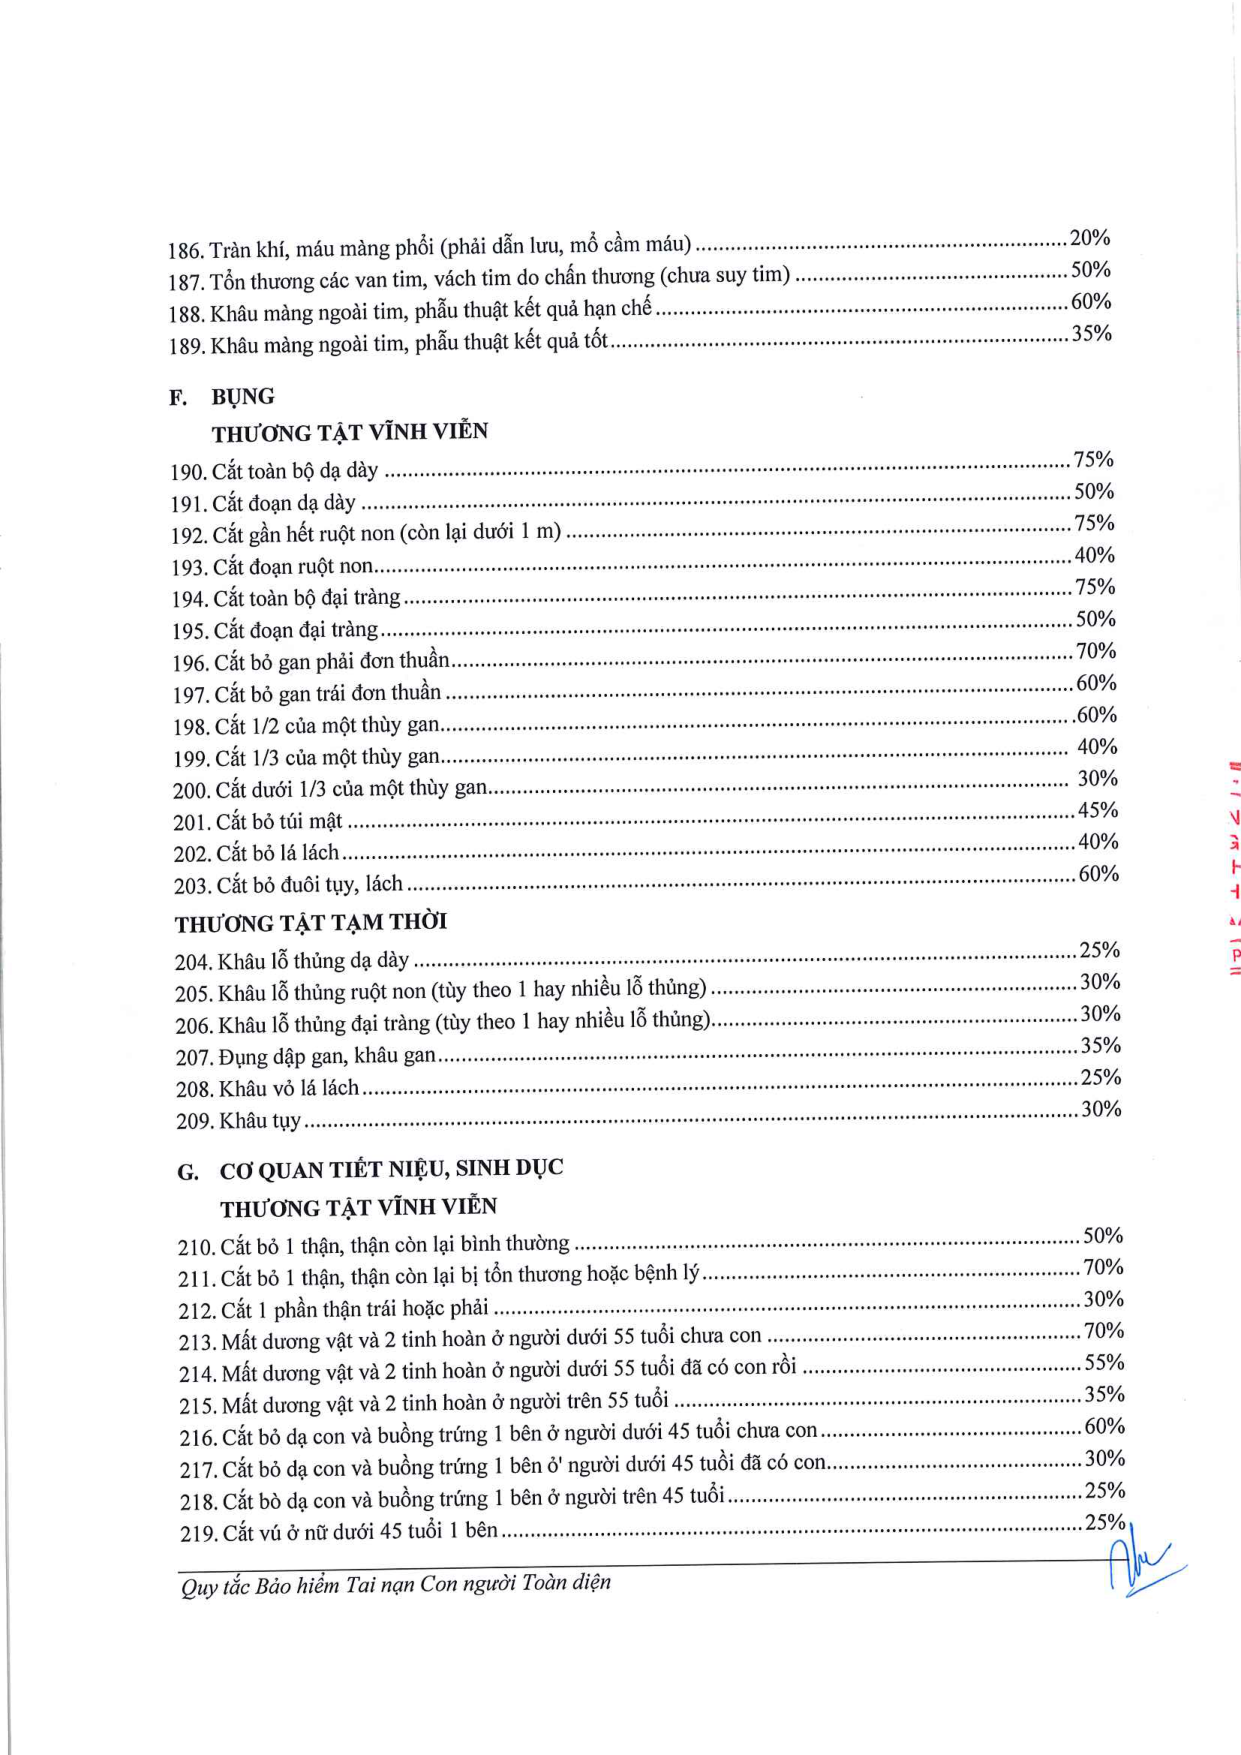 186. Tràn khí, máu màng phổi (phải dẫn lưu, mổ cầm máu) ........ 20%
187. Tổn thương các van tim, vách tim do chấn thương (chưa suy tim) ........ 50%
188. Khâu màng ngoài tim, phẫu thuật kết quả hạn chế ........ 60%
189. Khâu màng ngoài tim, phẫu thuật kết quả tốt ........ 35%
F. BỤNG
THƯƠNG TẬT VĨNH VIỄN
190. Cắt toàn bộ dạ dày ........ 75%
191. Cắt đoạn dạ dày ........ 50%
192. Cắt gần hết ruột non (còn lại dưới 1 m) ........ 75%
193. Cắt đoạn ruột non ........ 40%
194. Cắt toàn bộ đại tràng ........ 75%
195. Cắt đoạn đại tràng ........ 50%
196. Cắt bỏ gan phải đơn thuần ........ 70%
197. Cắt bỏ gan trái đơn thuần ........ 60%
198. Cắt 1/2 của một thùy gan ........ 60%
199. Cắt 1/3 của một thùy gan ........ 40%
200. Cắt dưới 1/3 của một thùy gan ........ 30%
201. Cắt bỏ túi mật ........ 45%
202. Cắt bỏ lá lách ........ 40%
203. Cắt bỏ đuôi tụy, lách ........ 60%
THƯƠNG TẬT TẠM THỜI
204. Khâu lỗ thủng dạ dày ........ 25%
205. Khâu lỗ thủng ruột non (tùy theo 1 hay nhiều lỗ thủng) ........ 30%
206. Khâu lỗ thủng đại tràng (tùy theo 1 hay nhiều lỗ thủng) ........ 30%
207. Đụng dập gan, khâu gan ........ 35%
208. Khâu vỏ lá lách ........ 25%
209. Khâu tụy ........ 30%
G. CƠ QUAN TIẾT NIỆU, SINH DỤC
THƯƠNG TẬT VĨNH VIỄN
210. Cắt bỏ 1 thận, thận còn lại bình thường ........ 50%
211. Cắt bỏ 1 thận, thận còn lại bị tổn thương hoặc bệnh lý ........ 70%
212. Cắt 1 phần thận trái hoặc phải ........ 30%
213. Mất dương vật và 2 tinh hoàn ở người dưới 55 tuổi chưa con ........ 70%
214. Mất dương vật và 2 tinh hoàn ở người dưới 55 tuổi đã có con rồi ........ 55%
215. Mất dương vật và 2 tinh hoàn ở người trên 55 tuổi ........ 35%
216. Cắt bỏ dạ con và buồng trứng 1 bên ở người dưới 45 tuổi chưa con ........ 60%
217. Cắt bỏ dạ con và buồng trứng 1 bên ỏ' người dưới 45 tuổi đã có con ........ 30%
218. Cắt bò dạ con và buồng trứng 1 bên ở người trên 45 tuổi ........ 25%
219. Cắt vú ở nữ dưới 45 tuổi 1 bên ........ 25%
Quy tắc Bảo hiểm Tai nạn Con người Toàn diện